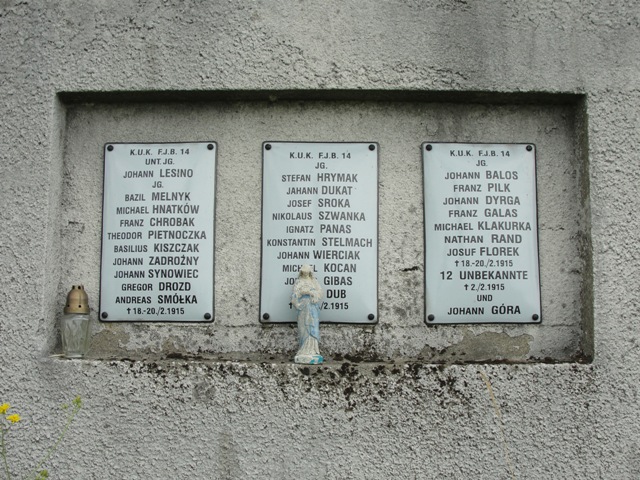 K.U.K. F.J.B. 14
UNT.JG.
JOHANN LESINO
JG.
BAZIL MELNYK
MICHAEL HNATKÓW
FRANZ CHROBAK
THEODOR PIETNOCZKA
BASILIUS KISZCZAK
JOHANN ZADROŻNY
JOHANN SYNOWIEC
GREGOR DROZD
ANDREAS SMÓŁKA
†18.-20./2.1915
K.U.K. F.J.B. 14
JG.
STEFAN HRYMAK
JAHANN DUKAT
JOSEF SROKA
NIKOLAUS SZWANKA
IGNATZ PANAS
KONSTANTIN STELMACH
JOHANN WIERCIAK
MICHAEL KOCAN
GIBAS
DUB
/2.1915
K.U.K. F.J.B. 14
JG.
JOHANN BALOS
FRANZ PILK
JOHANN DYRGA
FRANZ GALAS
MICHAEL KLAKURKA
NATHAN RAND
JOSUF FLOREK
†18.-20./2.1915
12 UNBEKANNTE
†2./2.1915
UND
JOHANN GÓRA